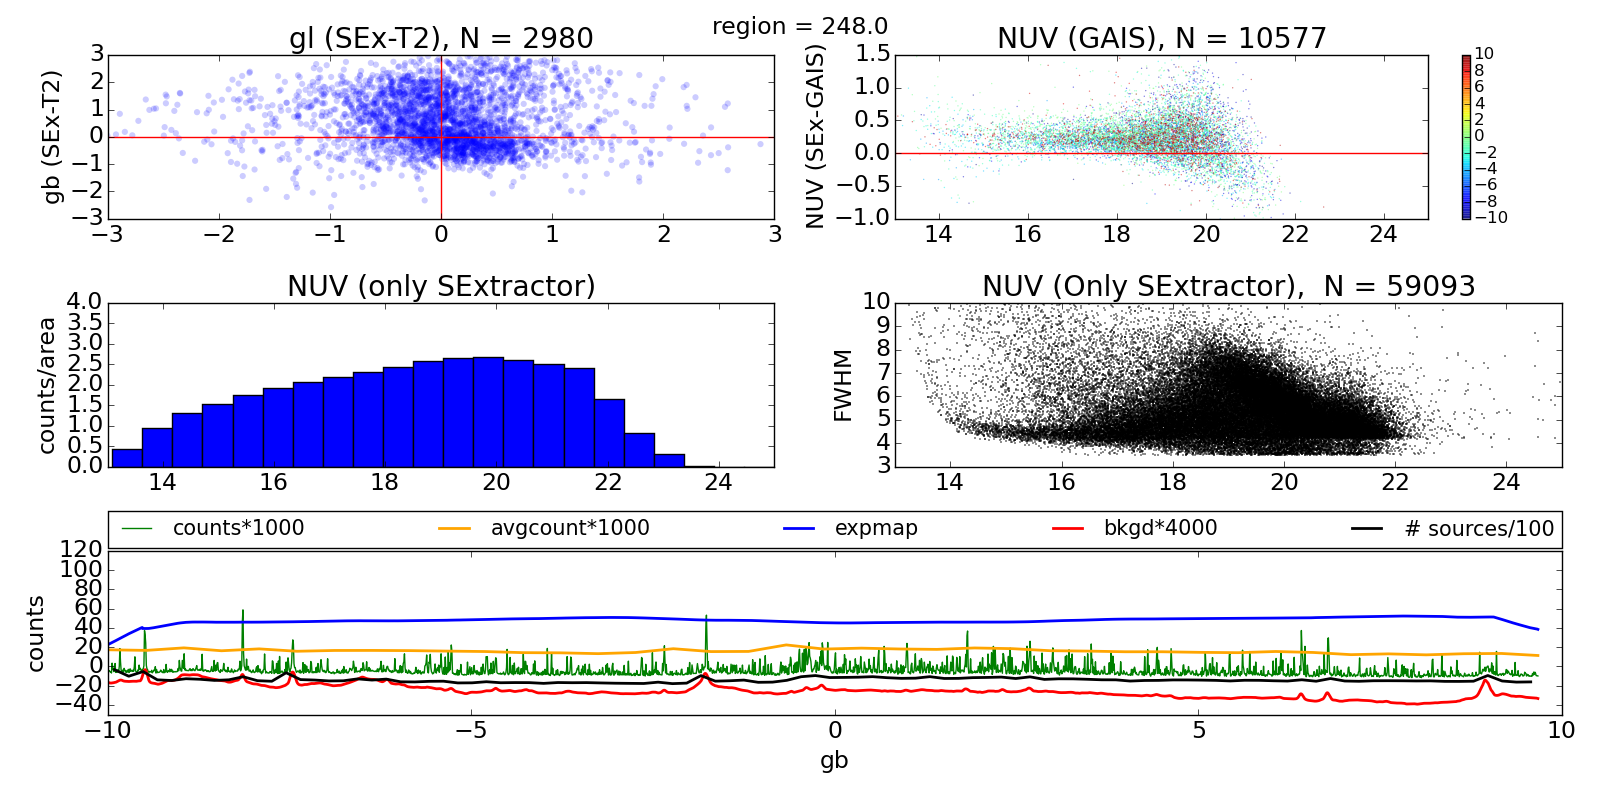 region = 248.0
gl (SEx-T2), N = 2980
gb (SEx-T2)
3
2
1
0
−1
−2
−3
−3 −2 −1 0 1 2 3
NUV (GAIS), N = 10577
NUV (SEx-GAIS)
1.5
1.0
0.5
0.0
−0.5
−1.0
14 16 18 20 22 24
10
8
6
4
2
0
−2
−4
−6
−8
−10
NUV (only SExtractor)
counts/area
4.0
3.5
3.0
2.5
2.0
1.5
1.0
0.5
0.0
14 16 18 20 22 24
NUV (Only SExtractor), N = 59093
FWHM
10
9
8
7
6
5
4
3
14 16 18 20 22 24
counts*1000 avgcount*1000 expmap bkgd*4000 # sources/100
counts
120
100
80
60
40
20
0
−20
−40
−10 −5 0 5 10
gb